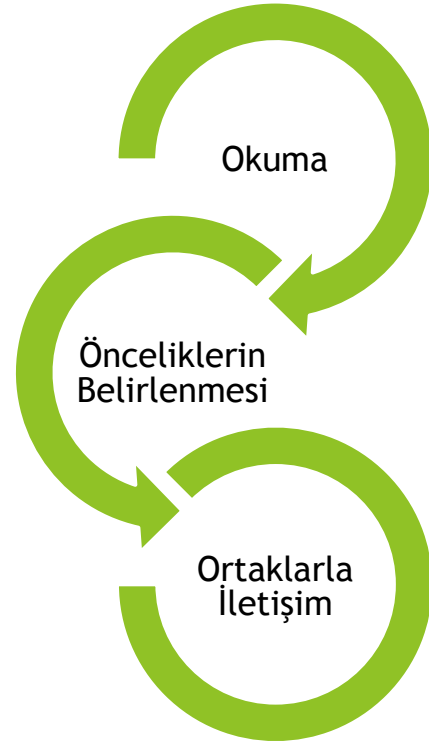 Okuma
Önceliklerin
Belirlenmesi
Ortaklarla
İletişim